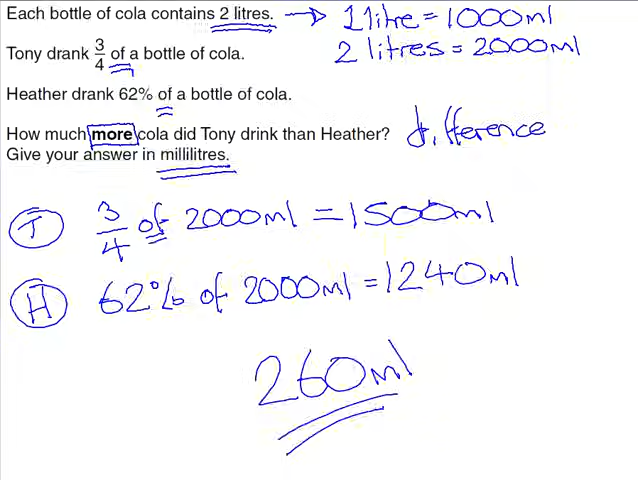 Each bottle of cola contains 2 litres. → 1 litre = 1000ml
2 litres = 2000ml
Tony drank 3/4 of a bottle of cola.
Heather drank 62% of a bottle of cola.
How much more cola did Tony drink than Heather? difference
Give your answer in millilitres.
T 3/4 of 2000ml = 1500ml
H 62% of 2000ml = 1240ml
260ml